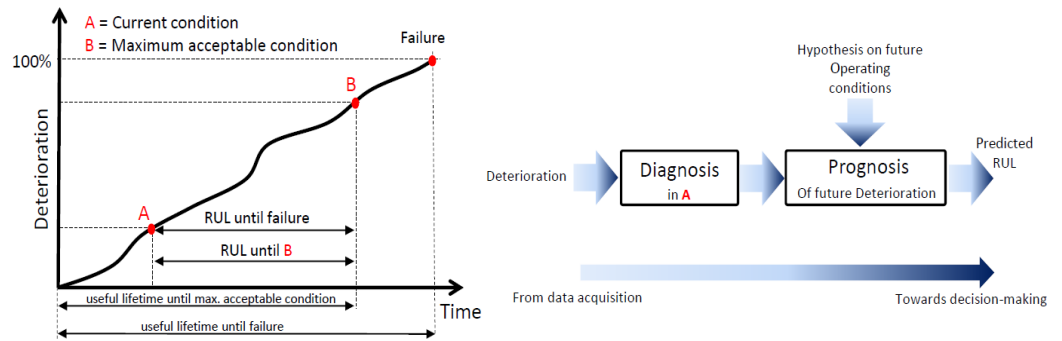 A = Current condition
B = Maximum acceptable condition
Failure
100%
B
Deterioration
A
RUL until failure
RUL until B
useful lifetime until max. acceptable condition
Time
useful lifetime until failure
Hypothesis on future
Operating
conditions
Predicted
RUL
Deterioration
Diagnosis
in A
Prognosis
Of future Deterioration
From data acquisition
Towards decision-making